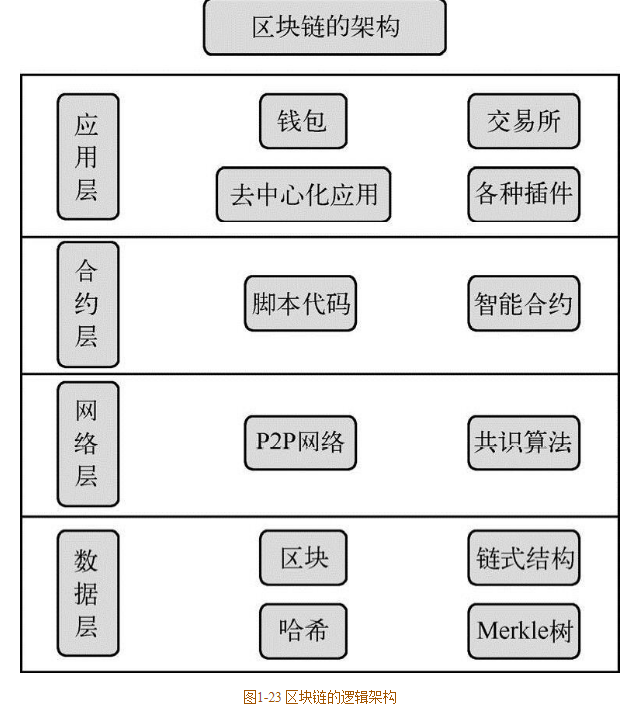 区块链的架构
应用层
钱包
交易所
去中心化应用
各种插件
合约层
脚本代码
智能合约
网络层
P2P网络
共识算法
数据层
区块
链式结构
哈希
Merkle树
图1-23 区块链的逻辑架构